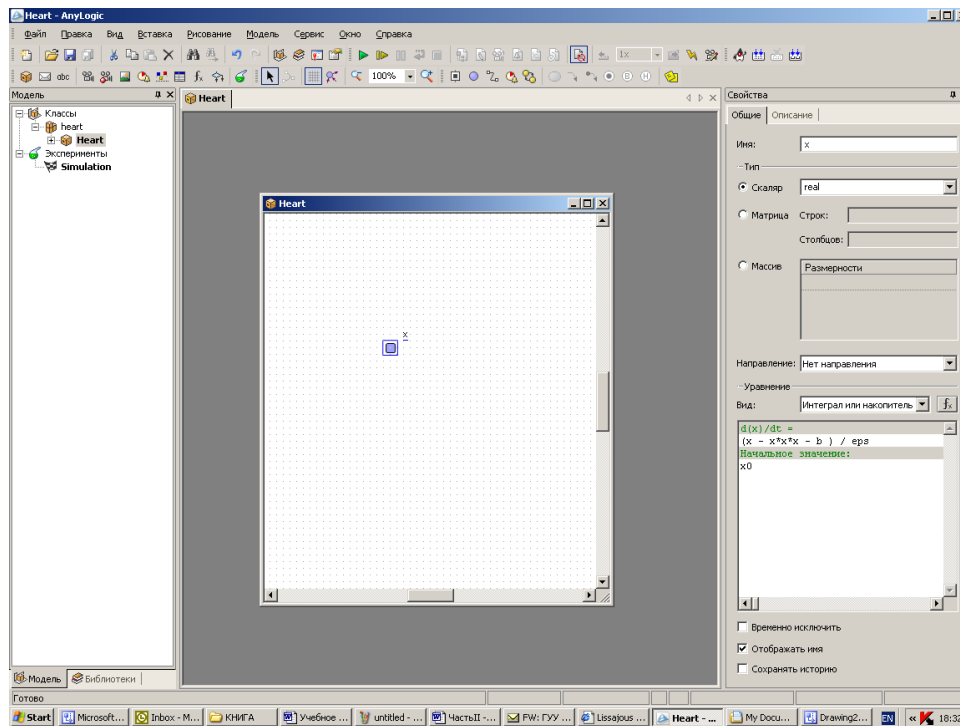 Heart - AnyLogic
Файл Правка Вид Вставка Рисование Модель Сервис Окно Справка
1x
abc 100%
Модель
Классы
heart
Heart
Эксперименты
Simulation
Модель Библиотеки
Heart
Heart
x
Свойства
Общие Описание
Имя: x
Тип
Скаляр real
Матрица Строк:
Столбцов:
Массив Размерности
Направление: Нет направления
Уравнение
Вид: Интеграл или накопитель
d(x)/dt =
(x - x*x*x - b ) / eps
Начальное значение:
x0
Временно исключить
Отображать имя
Сохранять историю
Готово
Start Microsoft... Inbox - M... КНИГА Учебное ... untitled - ... ЧастьII -... FW: ГУУ ... Lissajous ... Heart - ... My Docu... Drawing2... EN « 18:32